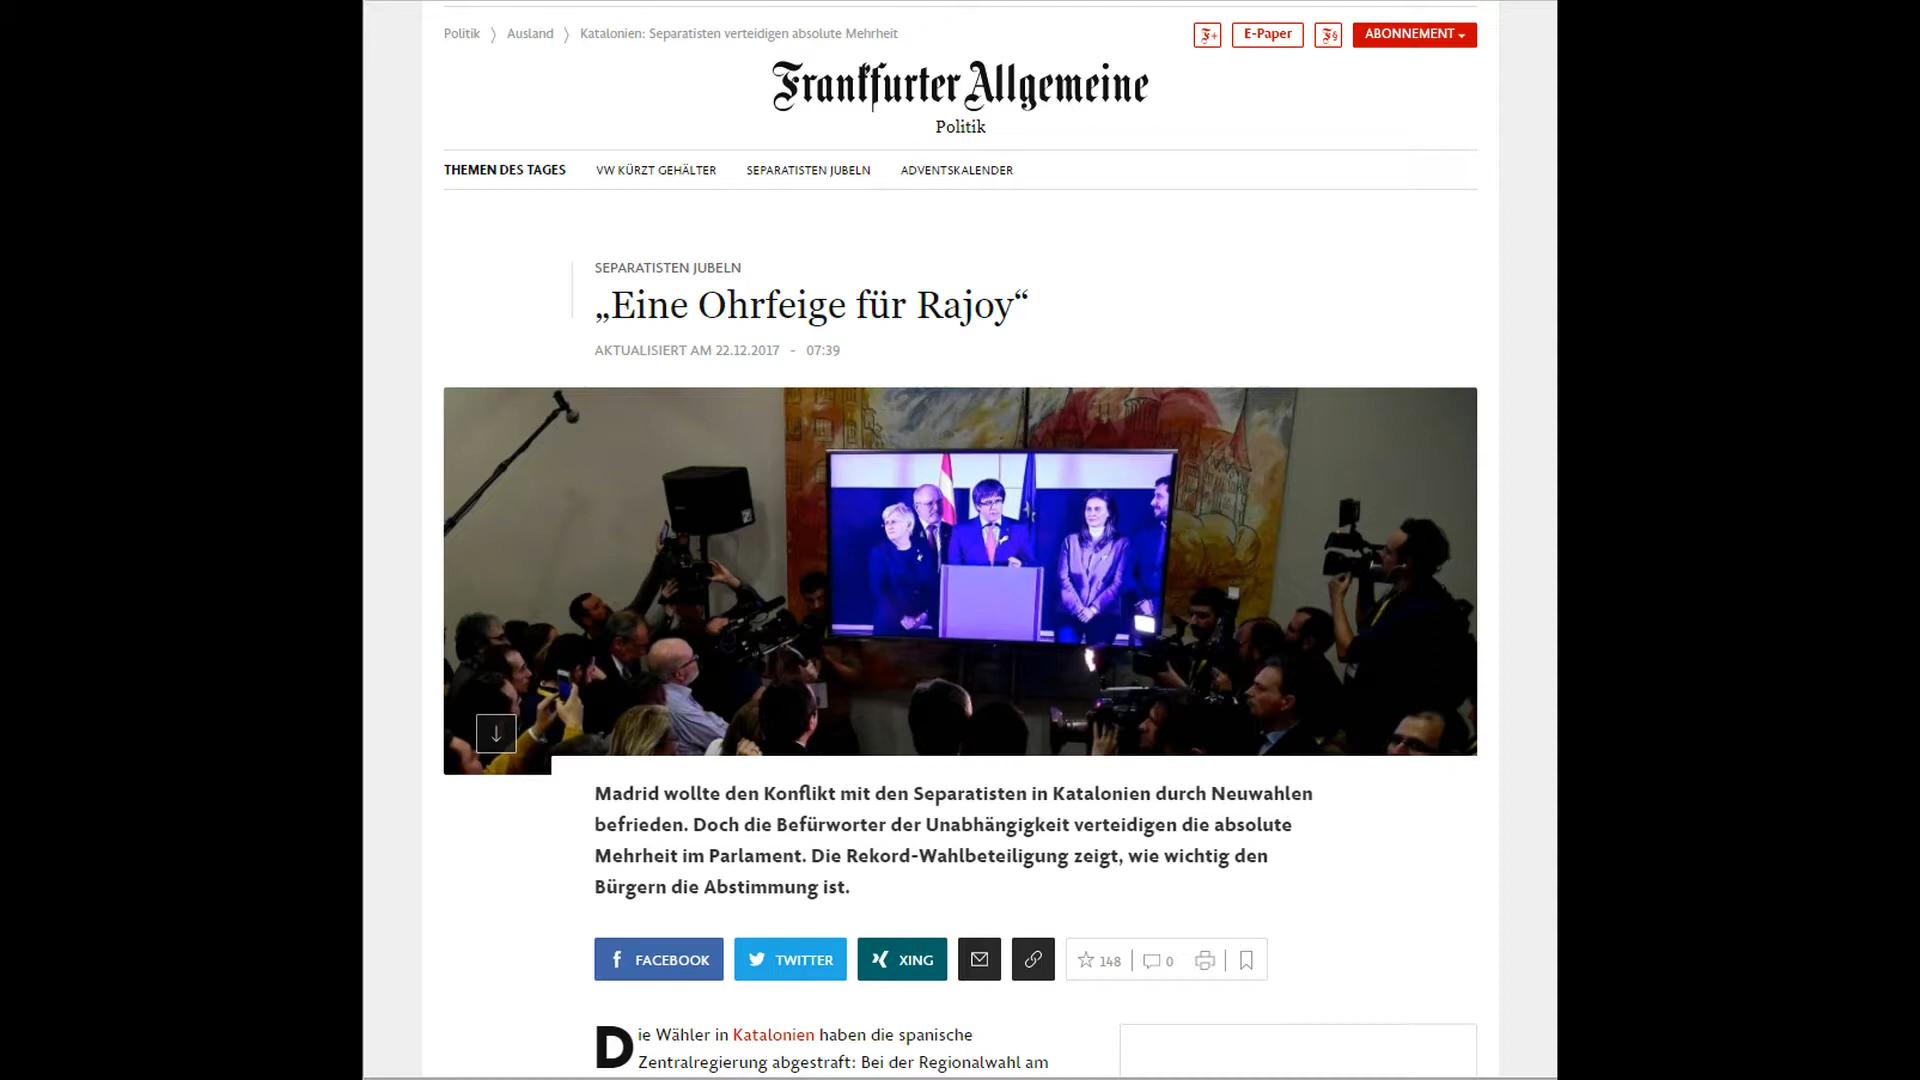 Politik 〉 Ausland 〉 Katalonien: Separatisten verteidigen absolute Mehrheit
F+ E-Paper F§ ABONNEMENT
Frankfurter Allgemeine
Politik
THEMEN DES TAGES VW KÜRZT GEHÄLTER SEPARATISTEN JUBELN ADVENTSKALENDER
SEPARATISTEN JUBELN
„Eine Ohrfeige für Rajoy“
AKTUALISIERT AM 22.12.2017 - 07:39
Madrid wollte den Konflikt mit den Separatisten in Katalonien durch Neuwahlen
befrieden. Doch die Befürworter der Unabhängigkeit verteidigen die absolute
Mehrheit im Parlament. Die Rekord-Wahlbeteiligung zeigt, wie wichtig den
Bürgern die Abstimmung ist.
FACEBOOK TWITTER XING 148 0
Die Wähler in Katalonien haben die spanische
Zentralregierung abgestraft: Bei der Regionalwahl am